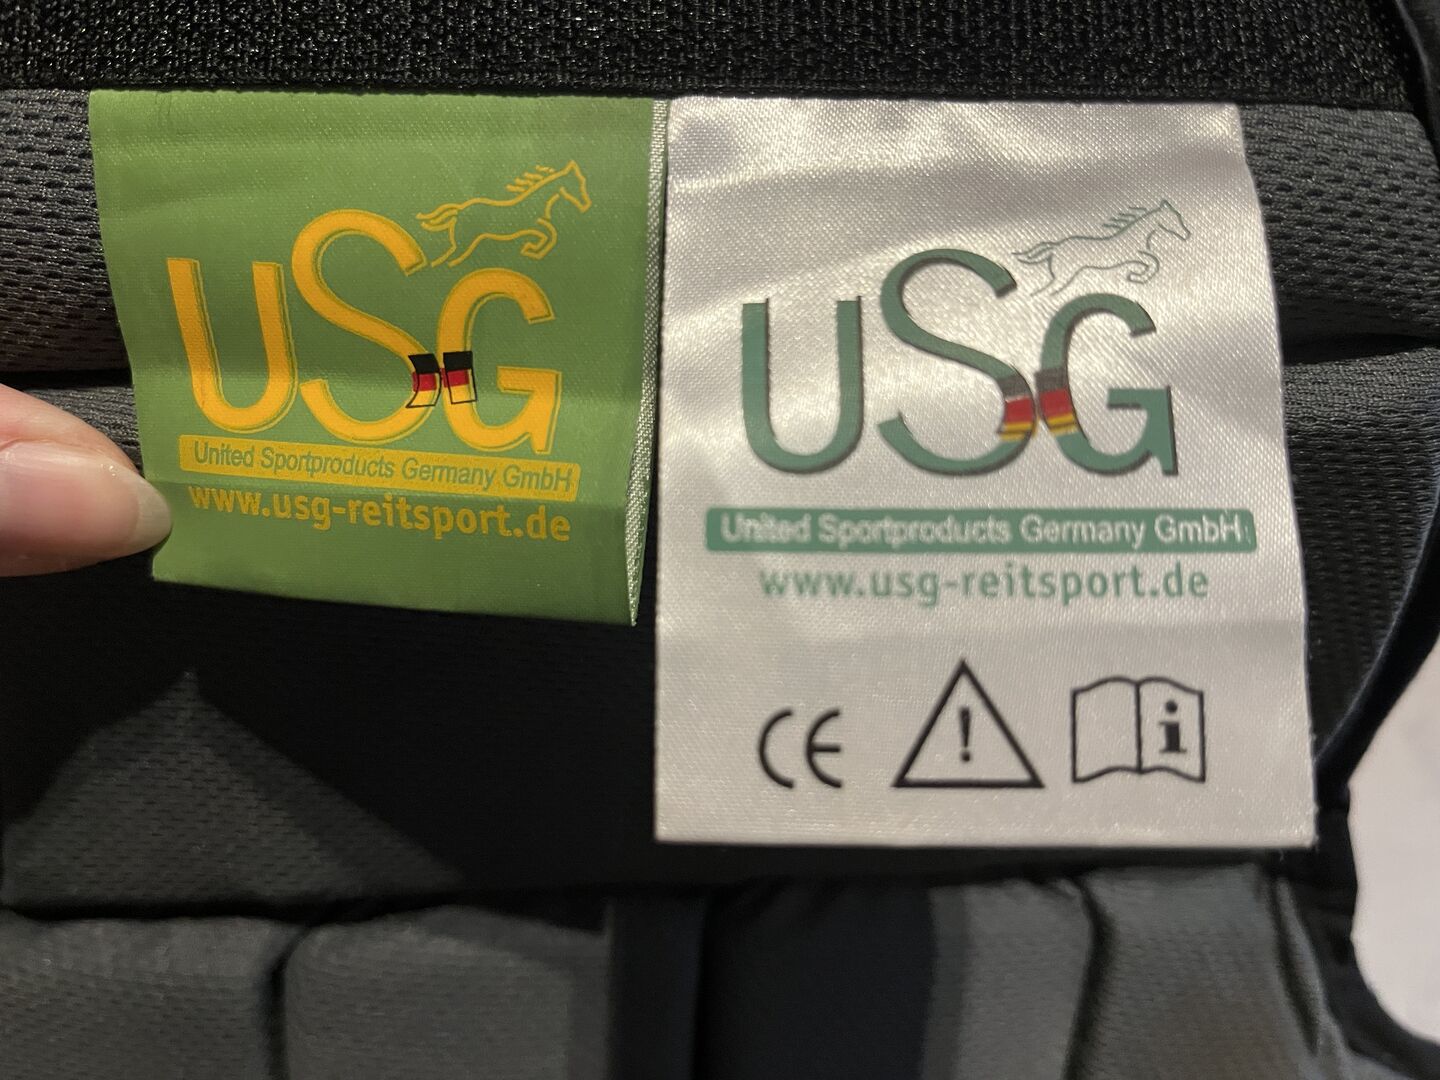 USG
United Sportproducts Germany GmbH
www.usg-reitsport.de
USG
United Sportproducts Germany GmbH
www.usg-reitsport.de
CE ! i